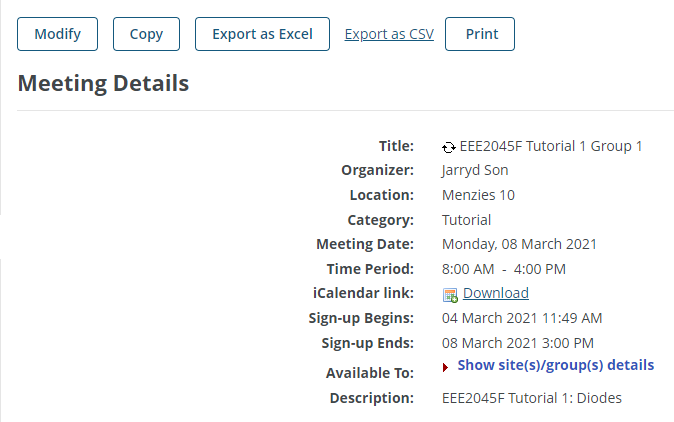 Modify Copy Export as Excel Export as CSV Print
Meeting Details
Title: EEE2045F Tutorial 1 Group 1
Organizer: Jarryd Son
Location: Menzies 10
Category: Tutorial
Meeting Date: Monday, 08 March 2021
Time Period: 8:00 AM - 4:00 PM
iCalendar link: Download
Sign-up Begins: 04 March 2021 11:49 AM
Sign-up Ends: 08 March 2021 3:00 PM
Available To: Show site(s)/group(s) details
Description: EEE2045F Tutorial 1: Diodes